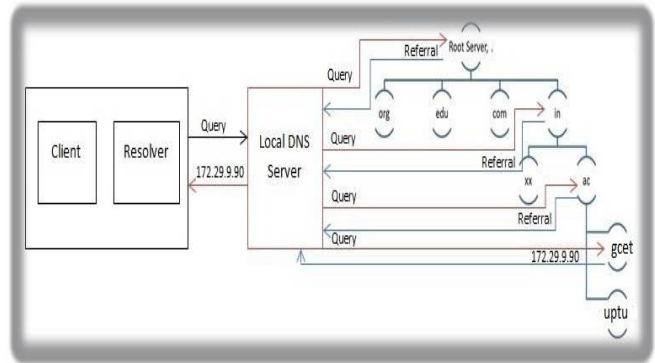 Referral
Root Server, .
Query
org
edu
com
in
Client
Resolver
Query
172.29.9.90
Local DNS
Server
Query
Referral
xx
ac
Query
Referral
Query
172.29.9.90
gcet
uptu